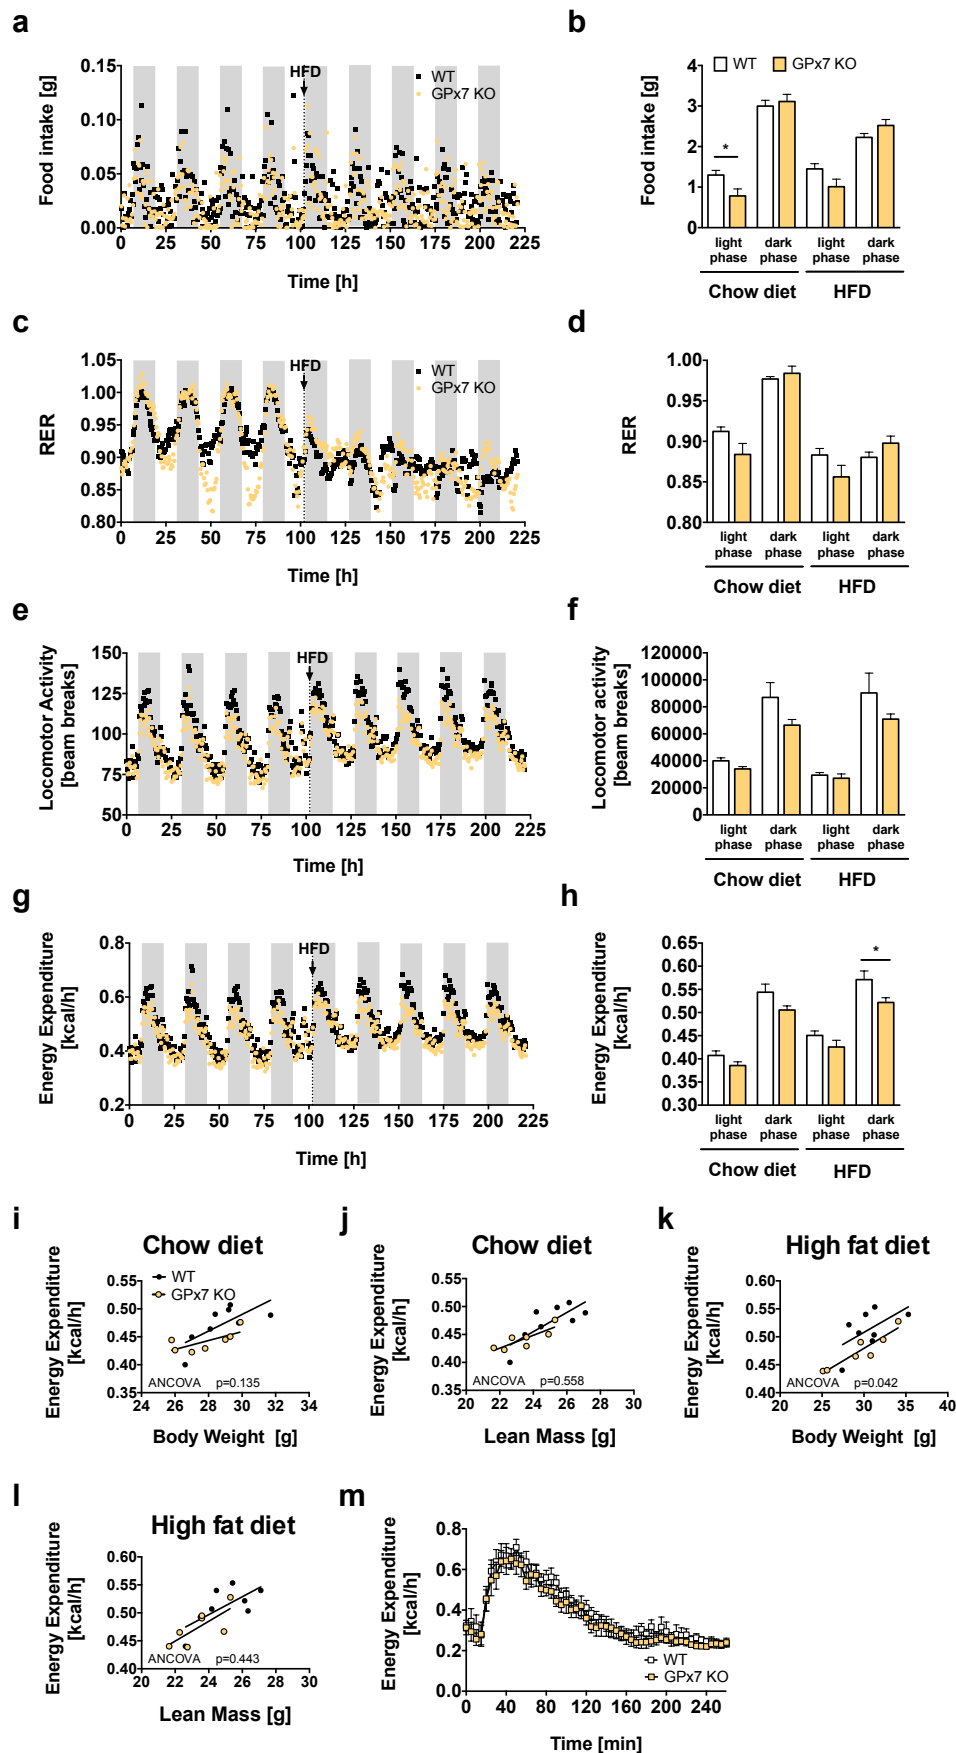 a
Food intake [g]
0.15
0.10
0.05
0.00
HFD
WT
GPx7 KO
0 25 50 75 100 125 150 175 200 225
Time [h]
b
Food intake [g]
WT GPx7 KO
4
3
2
1
0
*
light phase dark phase light phase dark phase
Chow diet HFD
c
RER
1.05
1.00
0.95
0.90
0.85
0.80
HFD
WT
GPx7 KO
0 25 50 75 100 125 150 175 200 225
Time [h]
d
RER
1.00
0.95
0.90
0.85
0.80
light phase dark phase light phase dark phase
Chow diet HFD
e
Locomotor Activity
[beam breaks]
150
125
100
75
50
HFD
0 25 50 75 100 125 150 175 200 225
Time [h]
f
Locomotor activity
[beam breaks]
120000
100000
80000
60000
40000
20000
0
light phase dark phase light phase dark phase
Chow diet HFD
g
Energy Expenditure
[kcal/h]
0.8
0.6
0.4
0.2
HFD
0 25 50 75 100 125 150 175 200 225
Time [h]
h
Energy Expenditure
[kcal/h]
0.65
0.60
0.55
0.50
0.45
0.40
0.35
0.30
*
light phase dark phase light phase dark phase
Chow diet HFD
i
Chow diet
Energy Expenditure
[kcal/h]
0.55
0.50
0.45
0.40
0.35
WT
GPx7 KO
ANCOVA p=0.135
24 26 28 30 32 34
Body Weight [g]
j
Chow diet
Energy Expenditure
[kcal/h]
0.55
0.50
0.45
0.40
0.35
ANCOVA p=0.558
20 22 24 26 28 30
Lean Mass [g]
k
High fat diet
Energy Expenditure
[kcal/h]
0.60
0.55
0.50
0.45
0.40
ANCOVA p=0.042
20 25 30 35 40
Body Weight [g]
l
High fat diet
Energy Expenditure
[kcal/h]
0.60
0.55
0.50
0.45
0.40
ANCOVA p=0.443
20 22 24 26 28 30
Lean Mass [g]
m
Energy Expenditure
[kcal/h]
0.8
0.6
0.4
0.2
0.0
WT
GPx7 KO
0 40 80 120 160 200 240
Time [min]